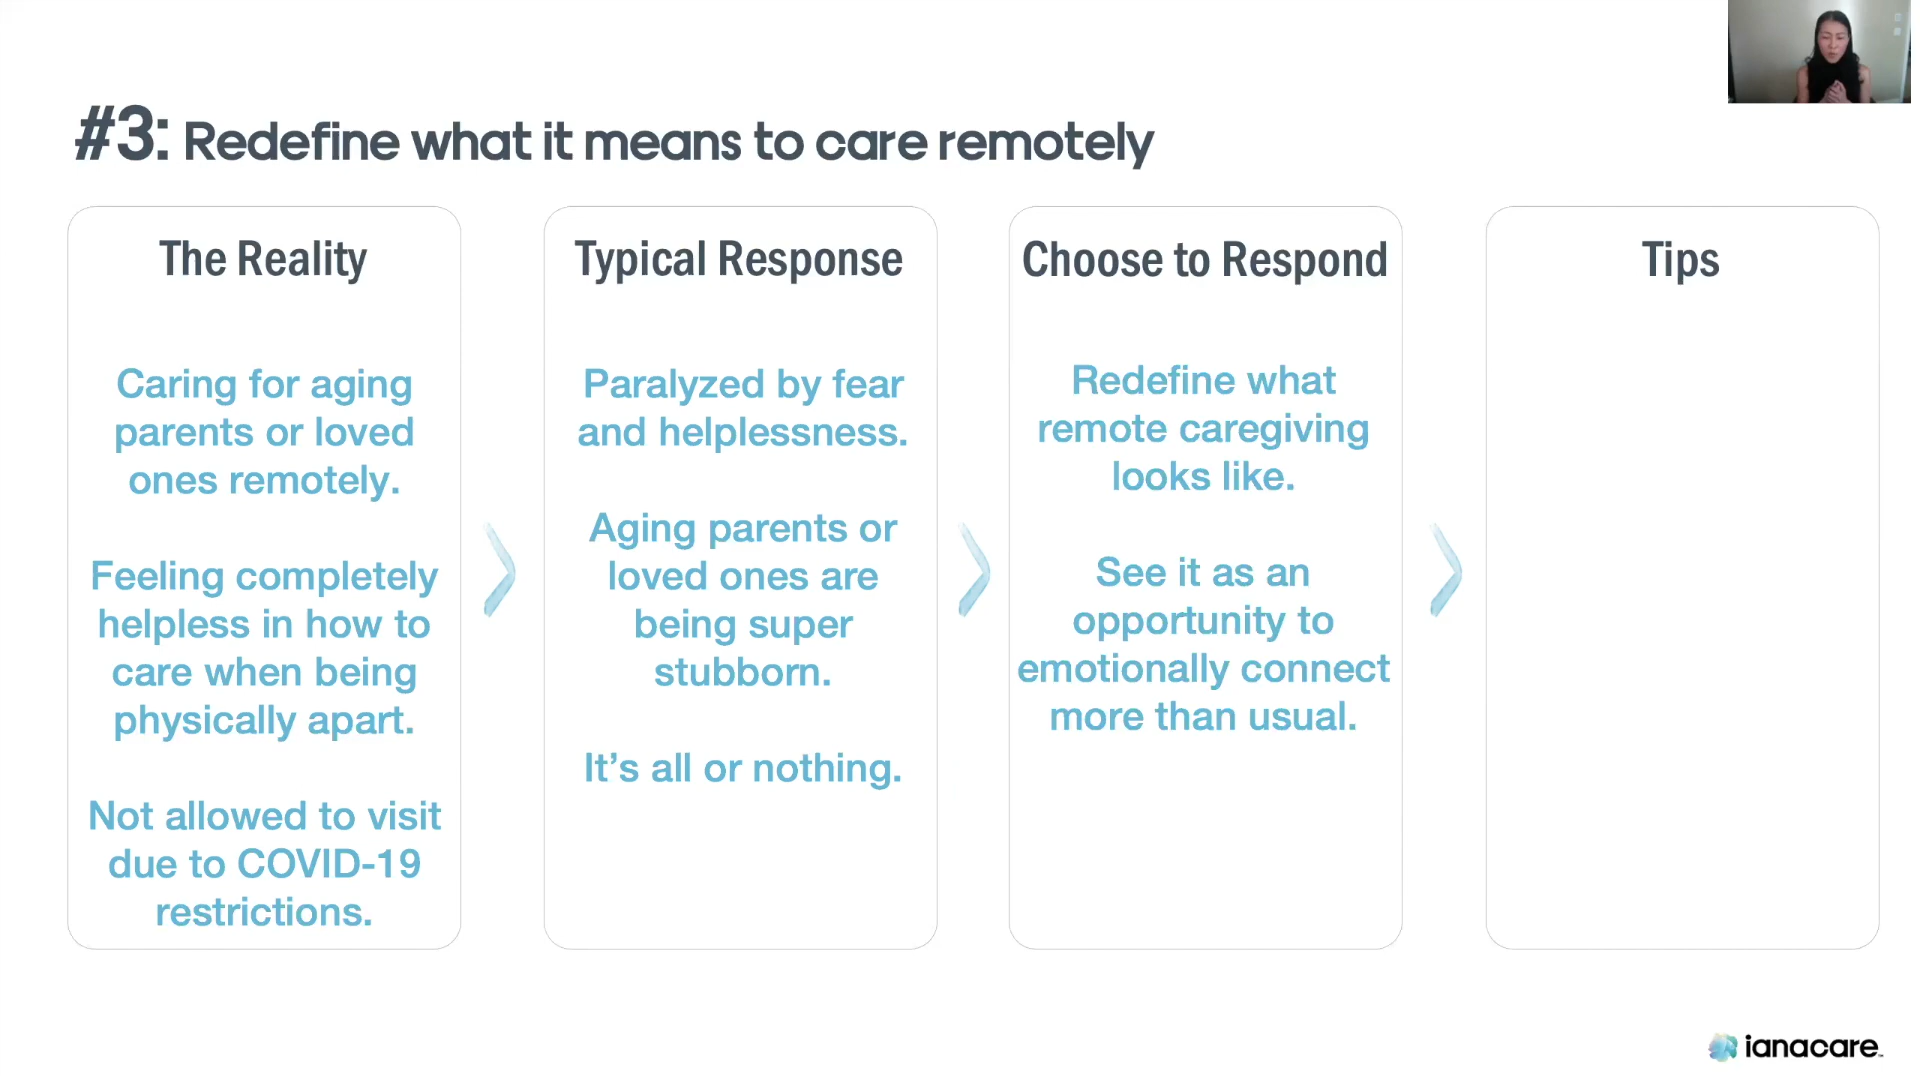 #3: Redefine what it means to care remotely
The Reality
Caring for aging
parents or loved
ones remotely.
Feeling completely
helpless in how to
care when being
physically apart.
Not allowed to visit
due to COVID-19
restrictions.
Typical Response
Paralyzed by fear
and helplessness.
Aging parents or
loved ones are
being super
stubborn.
It’s all or nothing.
Choose to Respond
Redefine what
remote caregiving
looks like.
See it as an
opportunity to
emotionally connect
more than usual.
Tips
ianacare